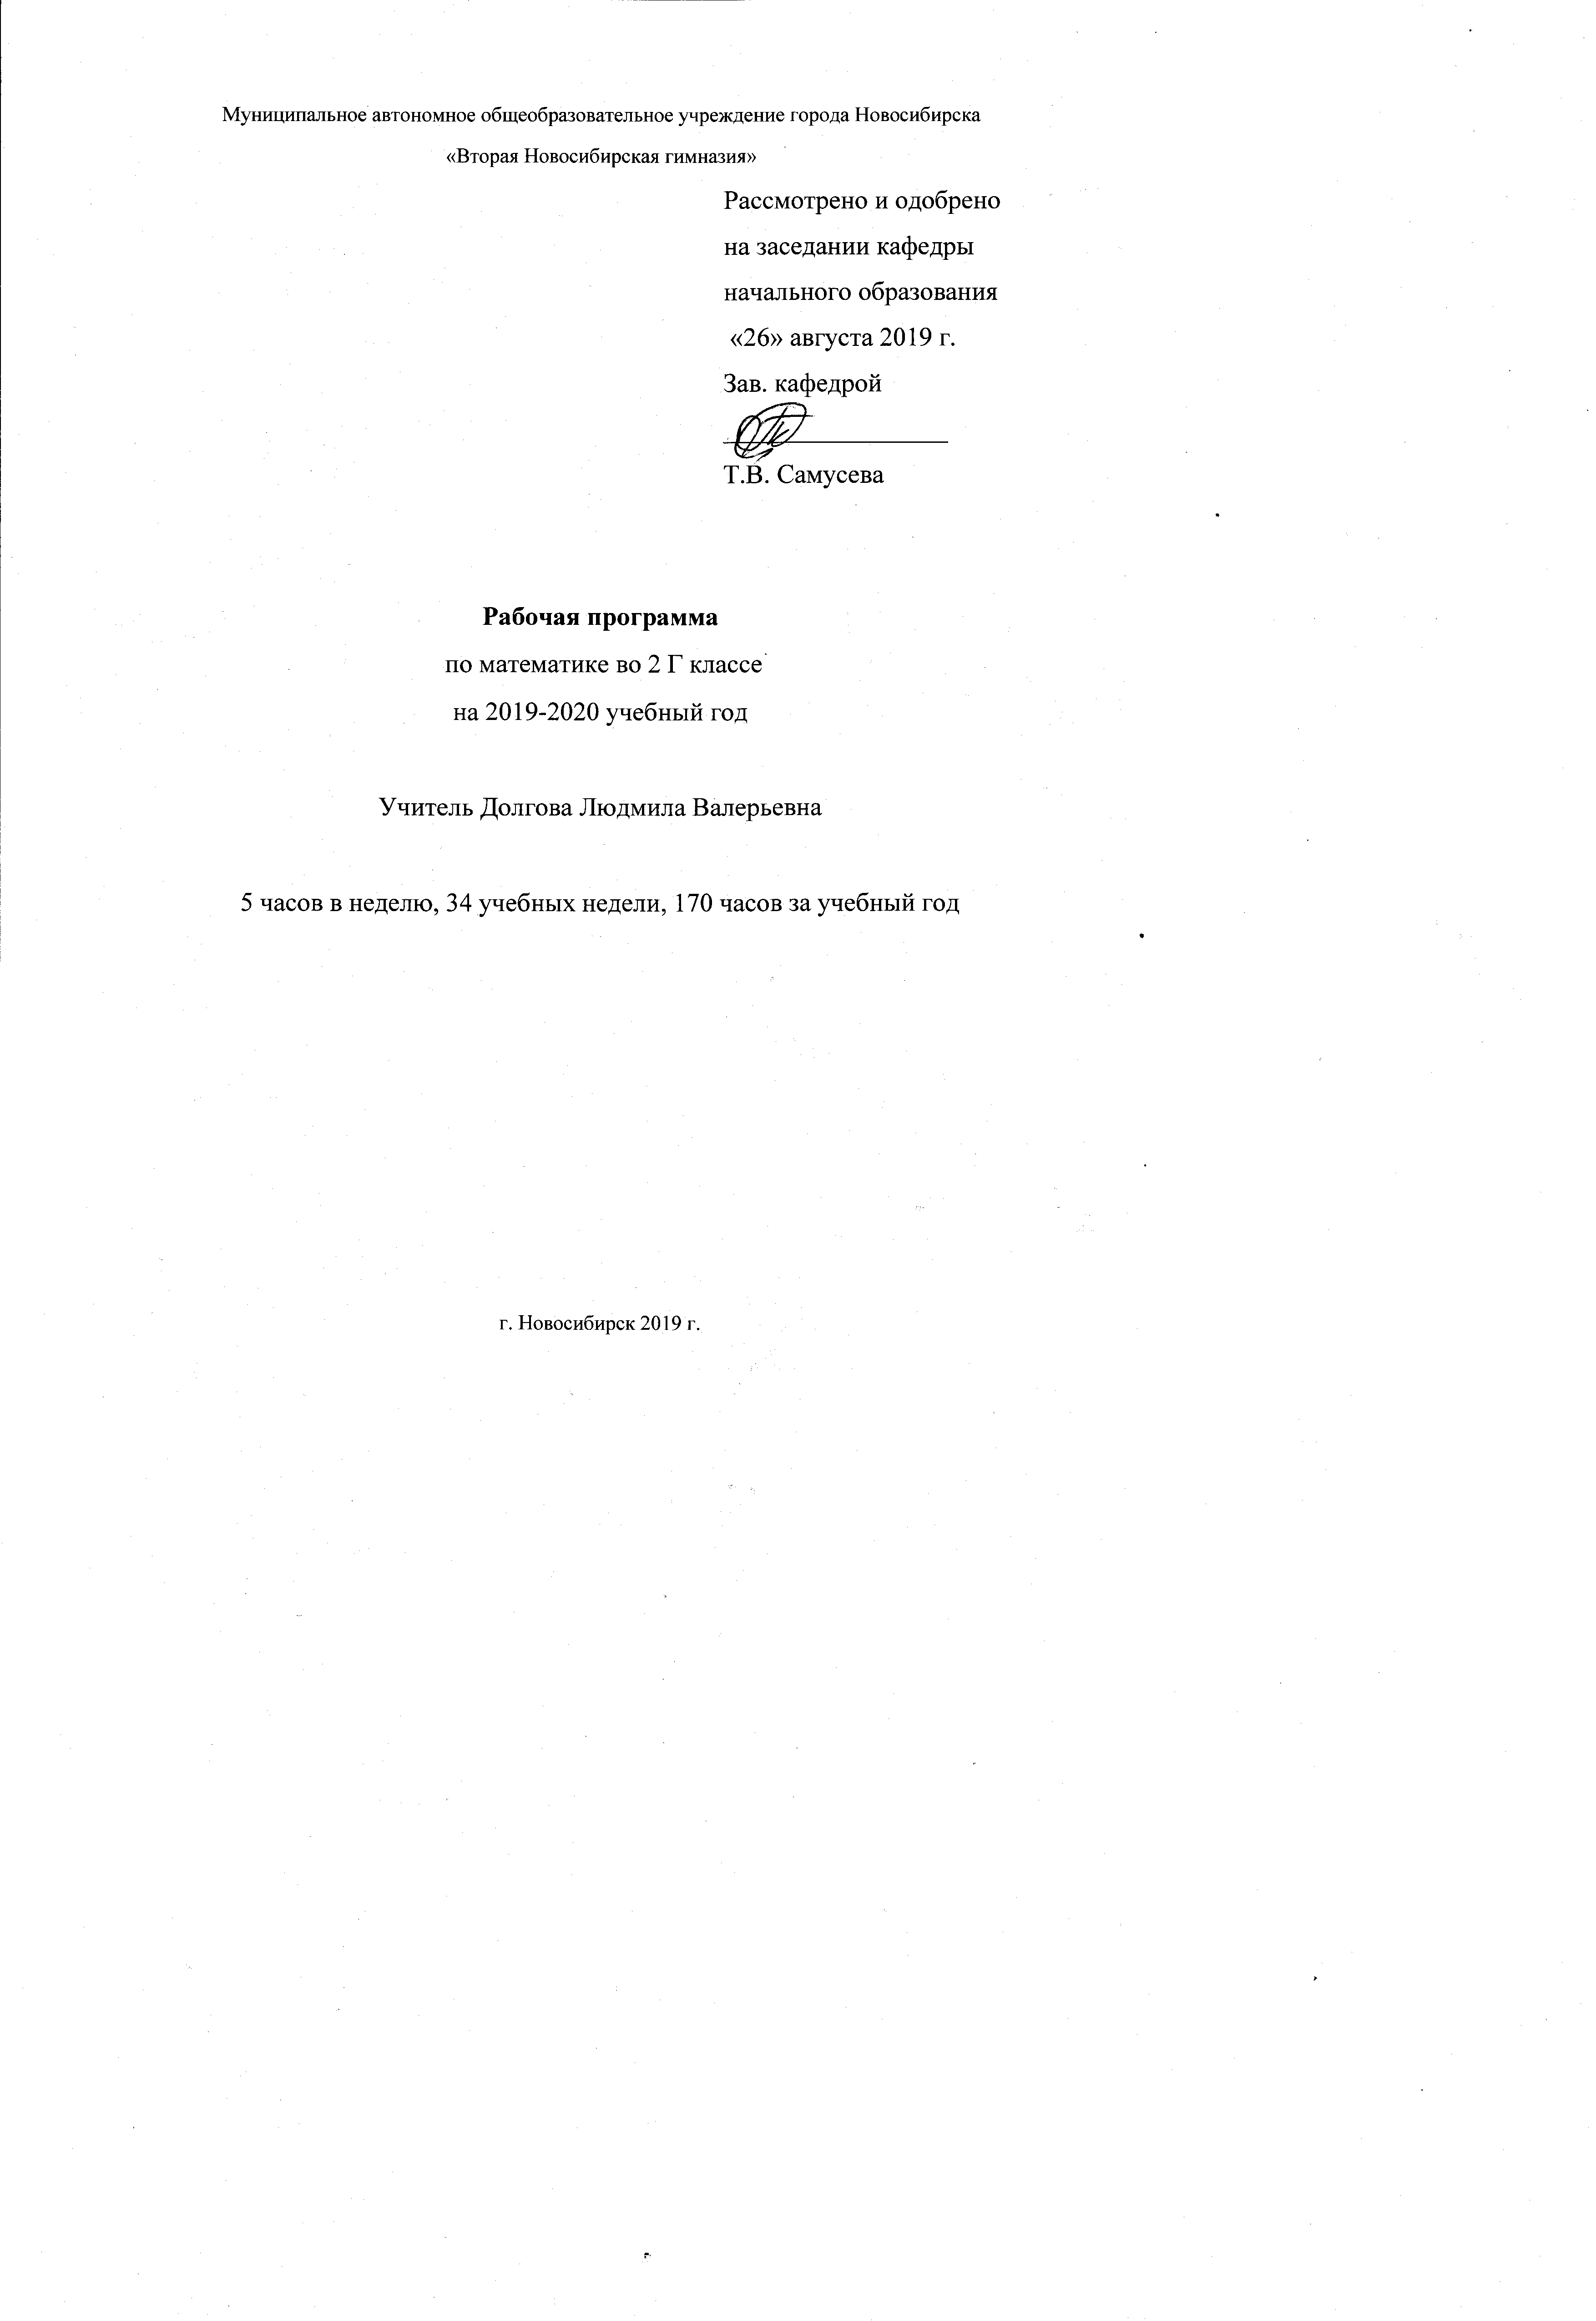 Муниципальное автономное общеобразовательное учреждение города Новосибирска
«Вторая Новосибирская гимназия»
Рассмотрено и одобрено
на заседании кафедры
начального образования
«26» августа 2019 г.
Зав. кафедрой
Т.В. Самусева
Рабочая программа
по математике во 2 Г классе
на 2019-2020 учебный год
Учитель Долгова Людмила Валерьевна
5 часов в неделю, 34 учебных недели, 170 часов за учебный год
г. Новосибирск 2019 г.